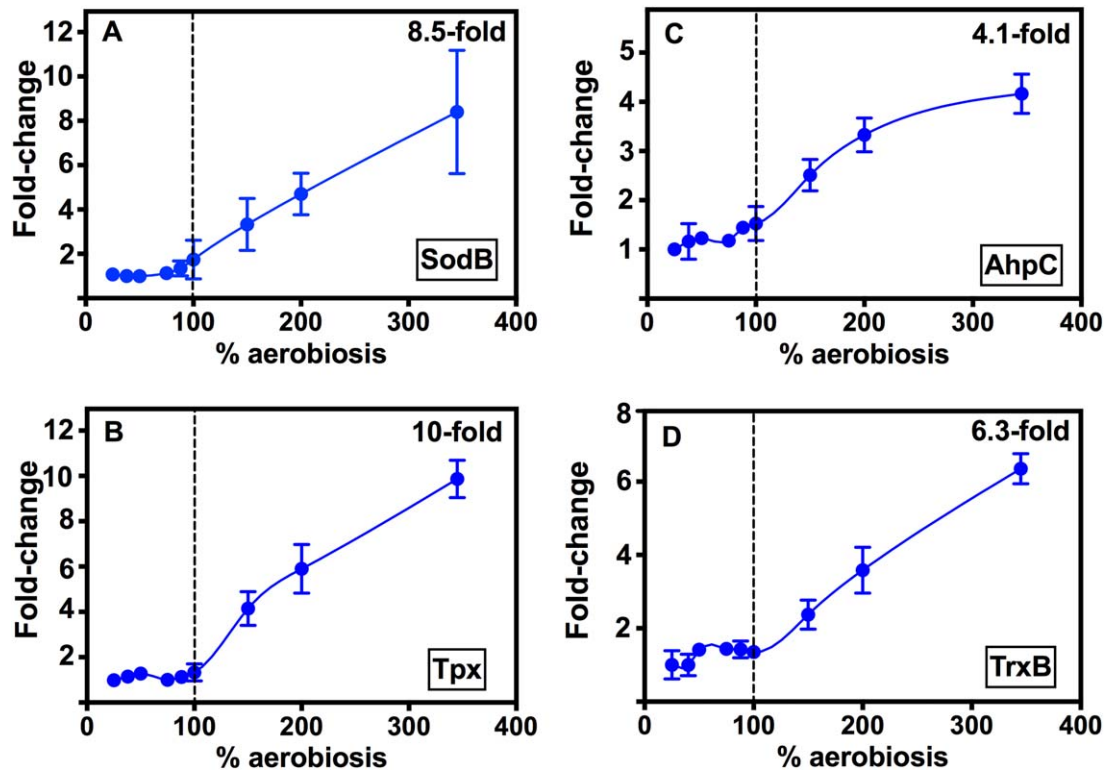 A
8.5-fold
Fold-change
12
10
8
6
4
2
SodB
0 100 200 300 400
% aerobiosis
C
4.1-fold
Fold-change
5
4
3
2
1
AhpC
0 100 200 300 400
% aerobiosis
B
10-fold
Fold-change
12
10
8
6
4
2
Tpx
0 100 200 300 400
% aerobiosis
D
6.3-fold
Fold-change
8
6
4
2
TrxB
0 100 200 300 400
% aerobiosis